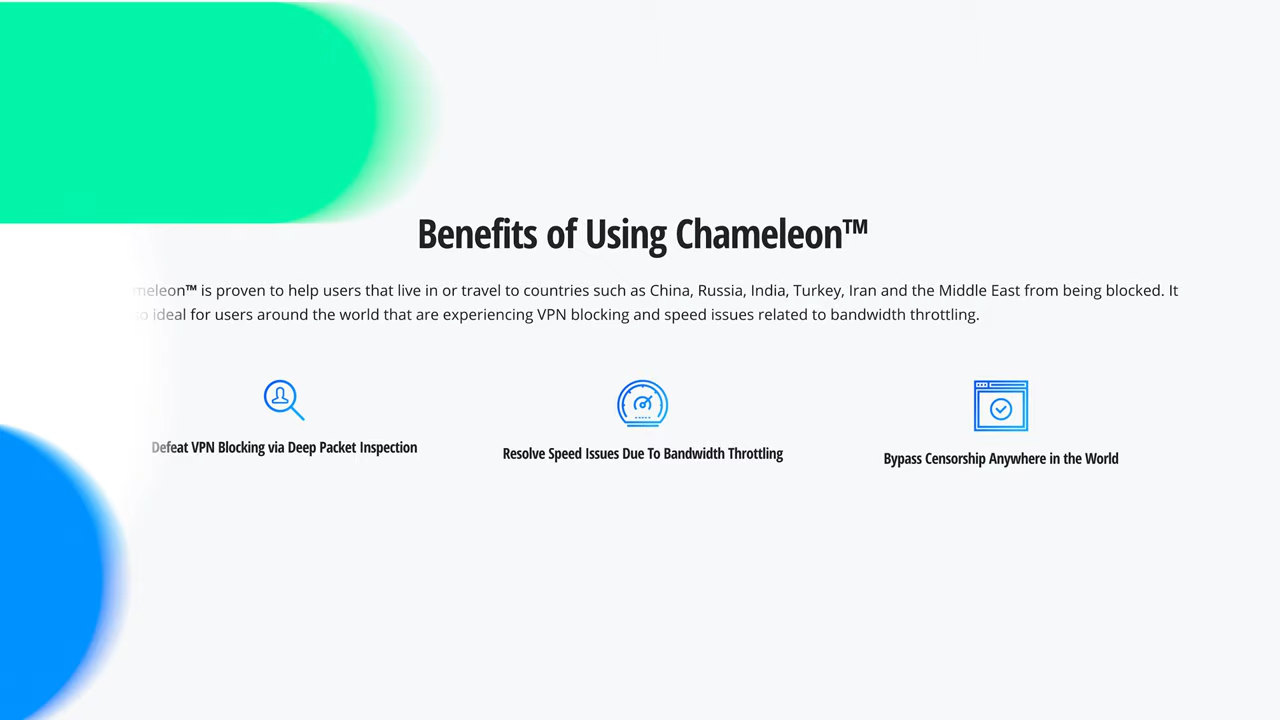 Benefits of Using Chameleon™
meleon™ is proven to help users that live in or travel to countries such as China, Russia, India, Turkey, Iran and the Middle East from being blocked. It
ideal for users around the world that are experiencing VPN blocking and speed issues related to bandwidth throttling.
Defeat VPN Blocking via Deep Packet Inspection
Resolve Speed Issues Due To Bandwidth Throttling
Bypass Censorship Anywhere in the World